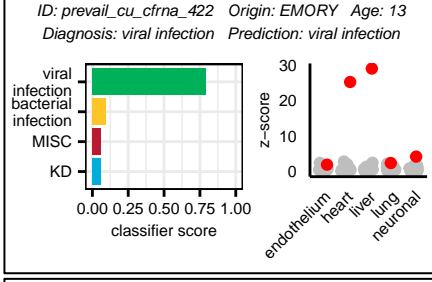 ID: prevail_cu_cfrna_422 Origin: EMORY Age: 13
Diagnosis: viral infection Prediction: viral infection
viral
infection
bacterial
infection
MISC
KD
0.00 0.25 0.50 0.75 1.00
classifier score
z-score
30
20
10
0
endothelium
heart
liver
lung
neuronal